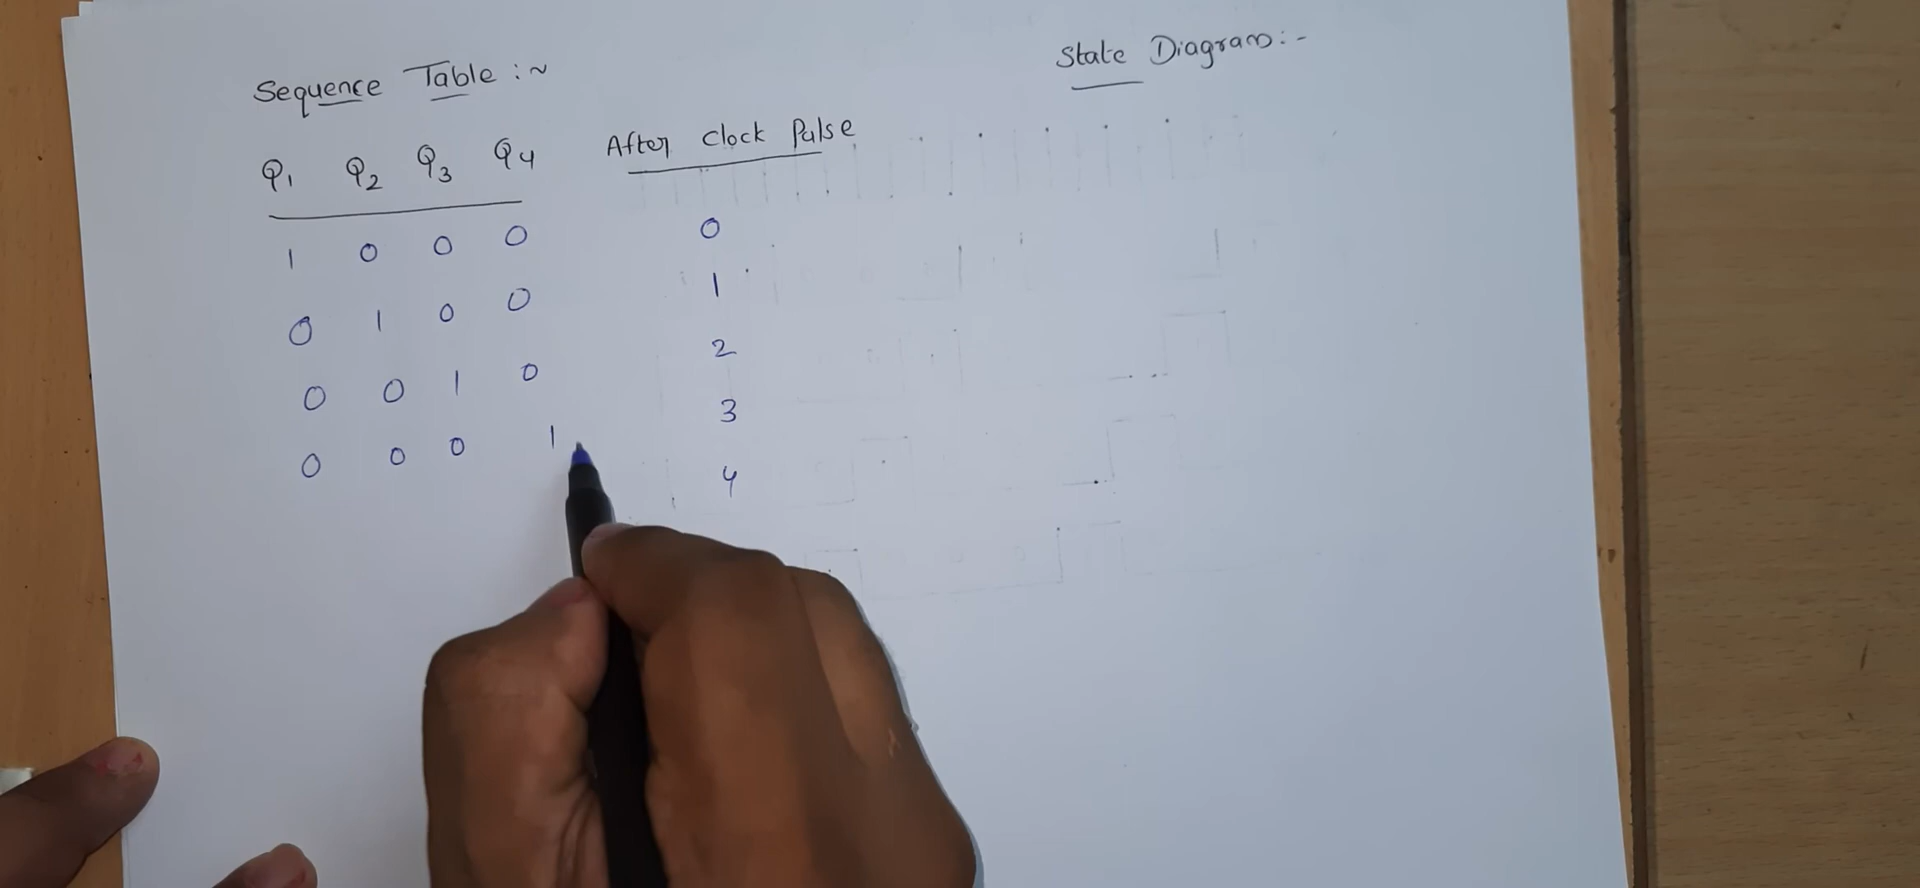 Sequence Table :~
State Diagram:-
Q1 Q2 Q3 Q4 After Clock Pulse
1 0 0 0 0
0 1 0 0 1
0 0 1 0 2
0 0 0 1 3
4